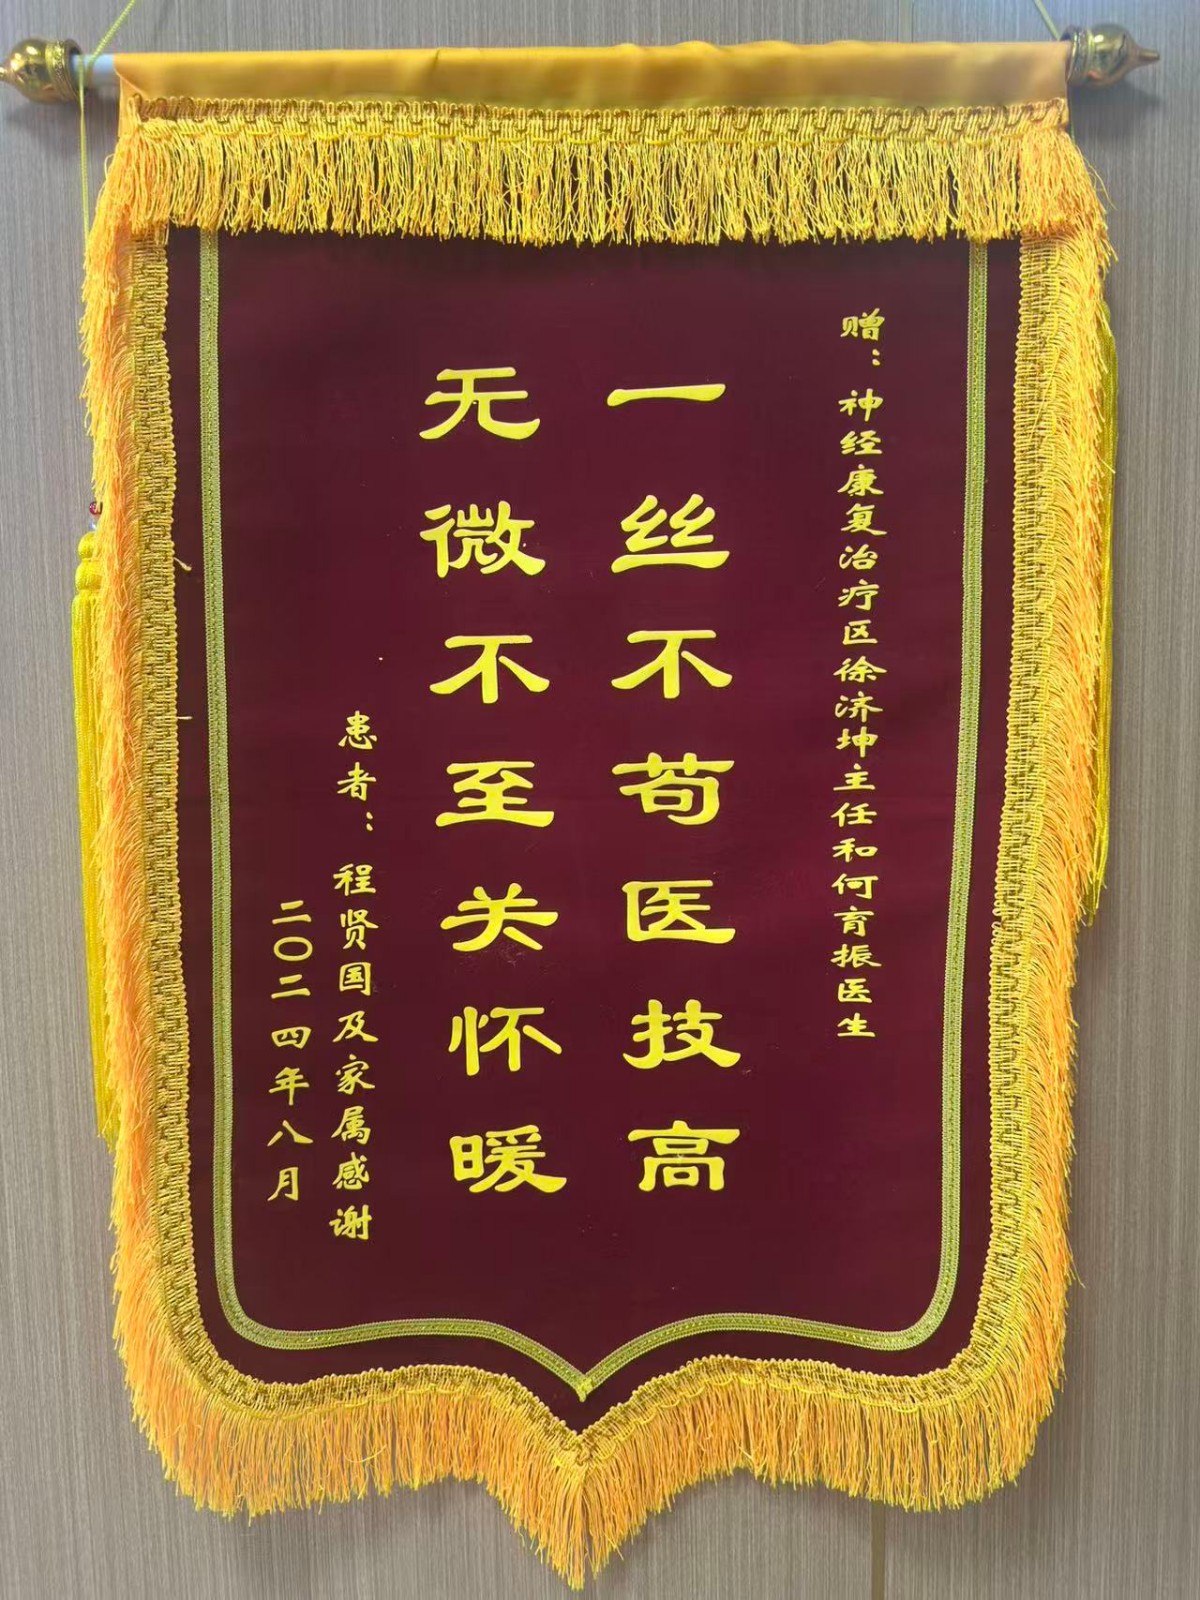 赠：神经康复治疗区徐济坤主任和何育振医生
一丝不苟医技高
无微不至关怀暖
患者：程贤国及家属感谢
二〇二四年八月